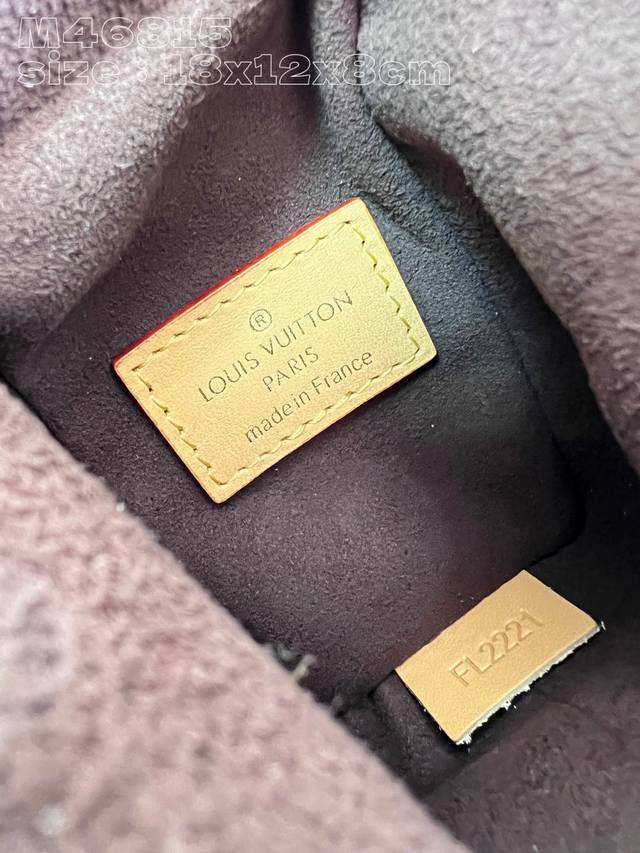 M46815
size : 18x12x8cm
®
LOUIS VUITTON
PARIS
made in France
FL2221